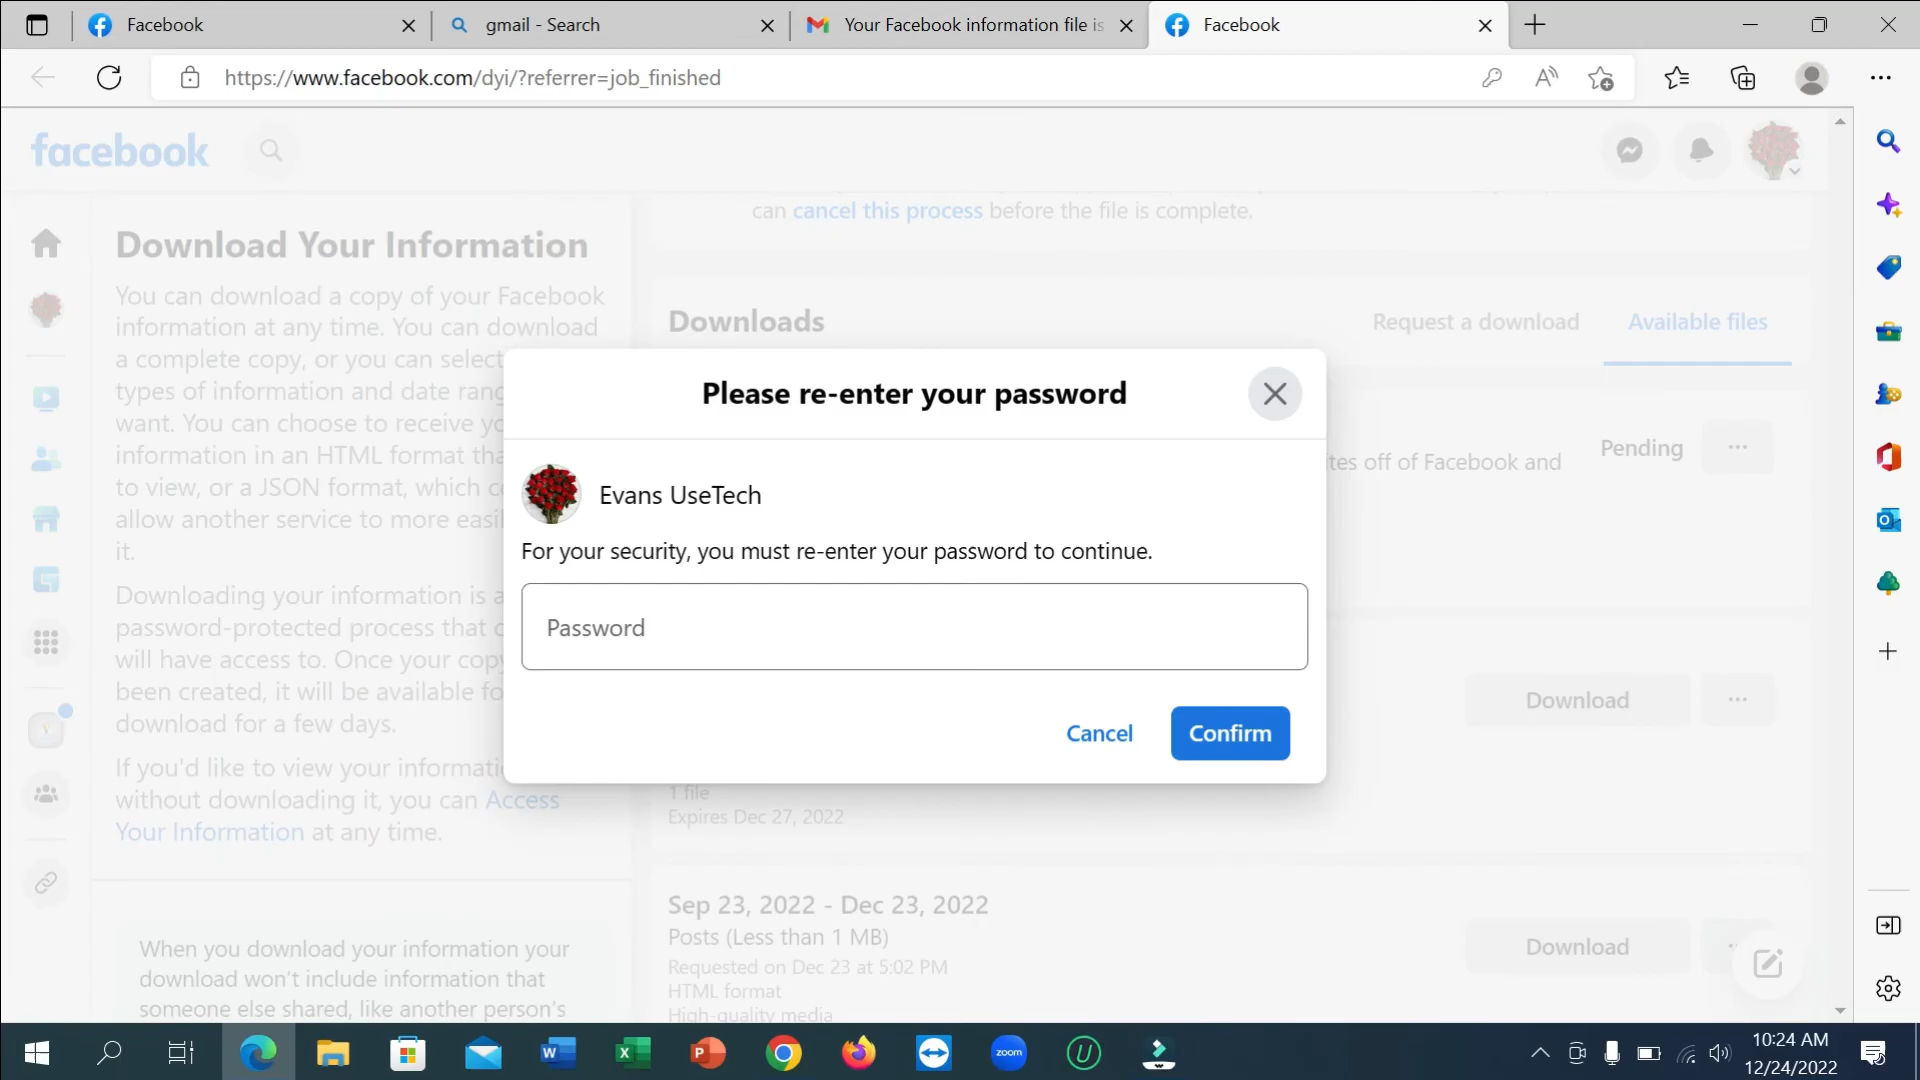 Facebook
gmail - Search
Your Facebook information file is
Facebook
https://www.facebook.com/dyi/?referrer=job_finished
facebook
can cancel this process before the file is complete.
Download Your Information
You can download a copy of your Facebook
information at any time. You can download
a complete copy, or you can select
types of information and date rang
want. You can choose to receive yo
information in an HTML format tha
to view, or a JSON format, which c
allow another service to more easi
it.
Downloading your information is a
password-protected process that o
will have access to. Once your copy
been created, it will be available fo
download for a few days.
If you'd like to view your informati
without downloading it, you can Access
Your Information at any time.
When you download your information your
download won't include information that
someone else shared, like another person's
Downloads
Request a download
Available files
ites off of Facebook and
Pending
Please re-enter your password
Evans UseTech
For your security, you must re-enter your password to continue.
Password
Cancel
Confirm
Download
1 file
Expires Dec 27, 2022
Sep 23, 2022 - Dec 23, 2022
Posts (Less than 1 MB)
Requested on Dec 23 at 5:02 PM
HTML format
High-quality media
Download
zoom
10:24 AM
12/24/2022